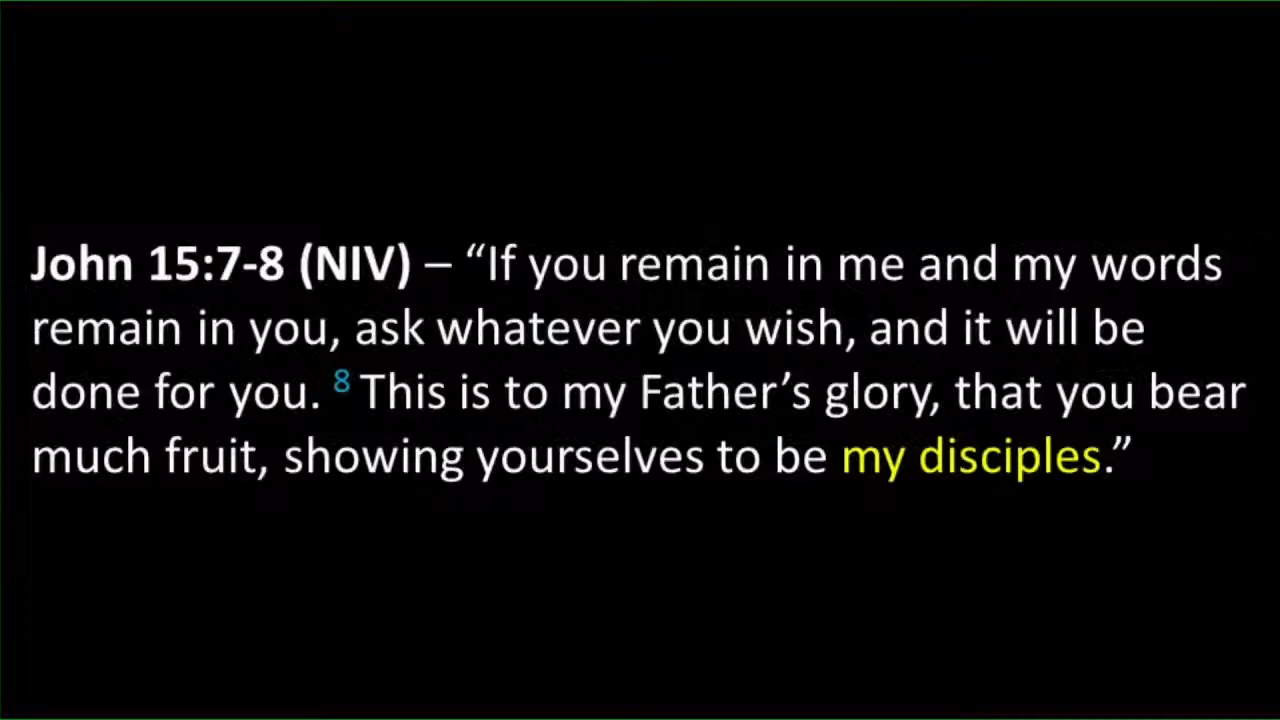 John 15:7-8 (NIV) – “If you remain in me and my words
remain in you, ask whatever you wish, and it will be
done for you. 8 This is to my Father’s glory, that you bear
much fruit, showing yourselves to be my disciples.”